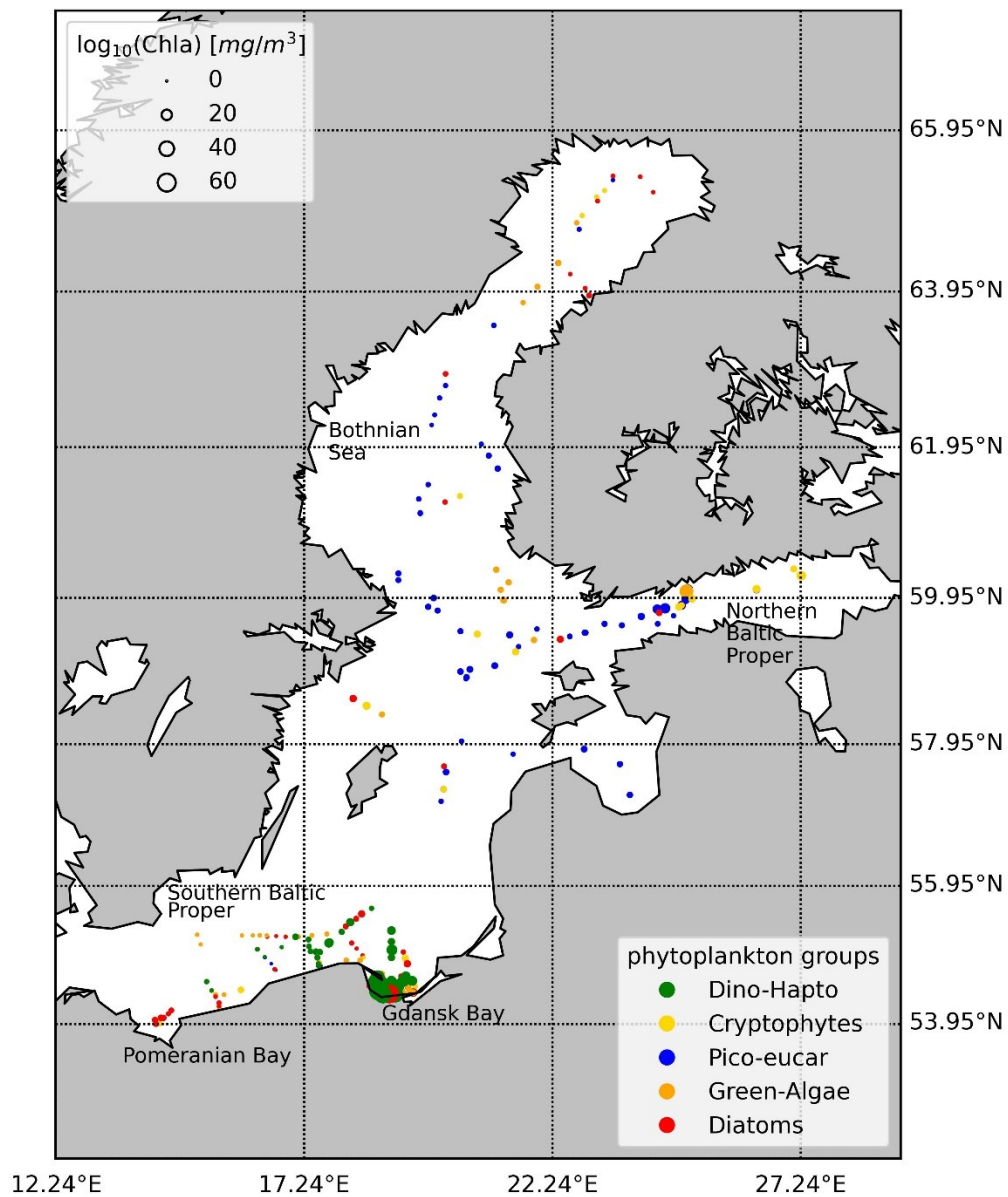 log₁₀(Chla) [mg/m³]
0
20
40
60
65.95°N
63.95°N
Bothnian
Sea
61.95°N
59.95°N
Northern
Baltic
Proper
57.95°N
55.95°N
Southern Baltic
Proper
phytoplankton groups
Dino-Hapto
Cryptophytes
Pico-eucar
Green-Algae
Diatoms
Gdansk Bay
53.95°N
Pomeranian Bay
12.24°E
17.24°E
22.24°E
27.24°E